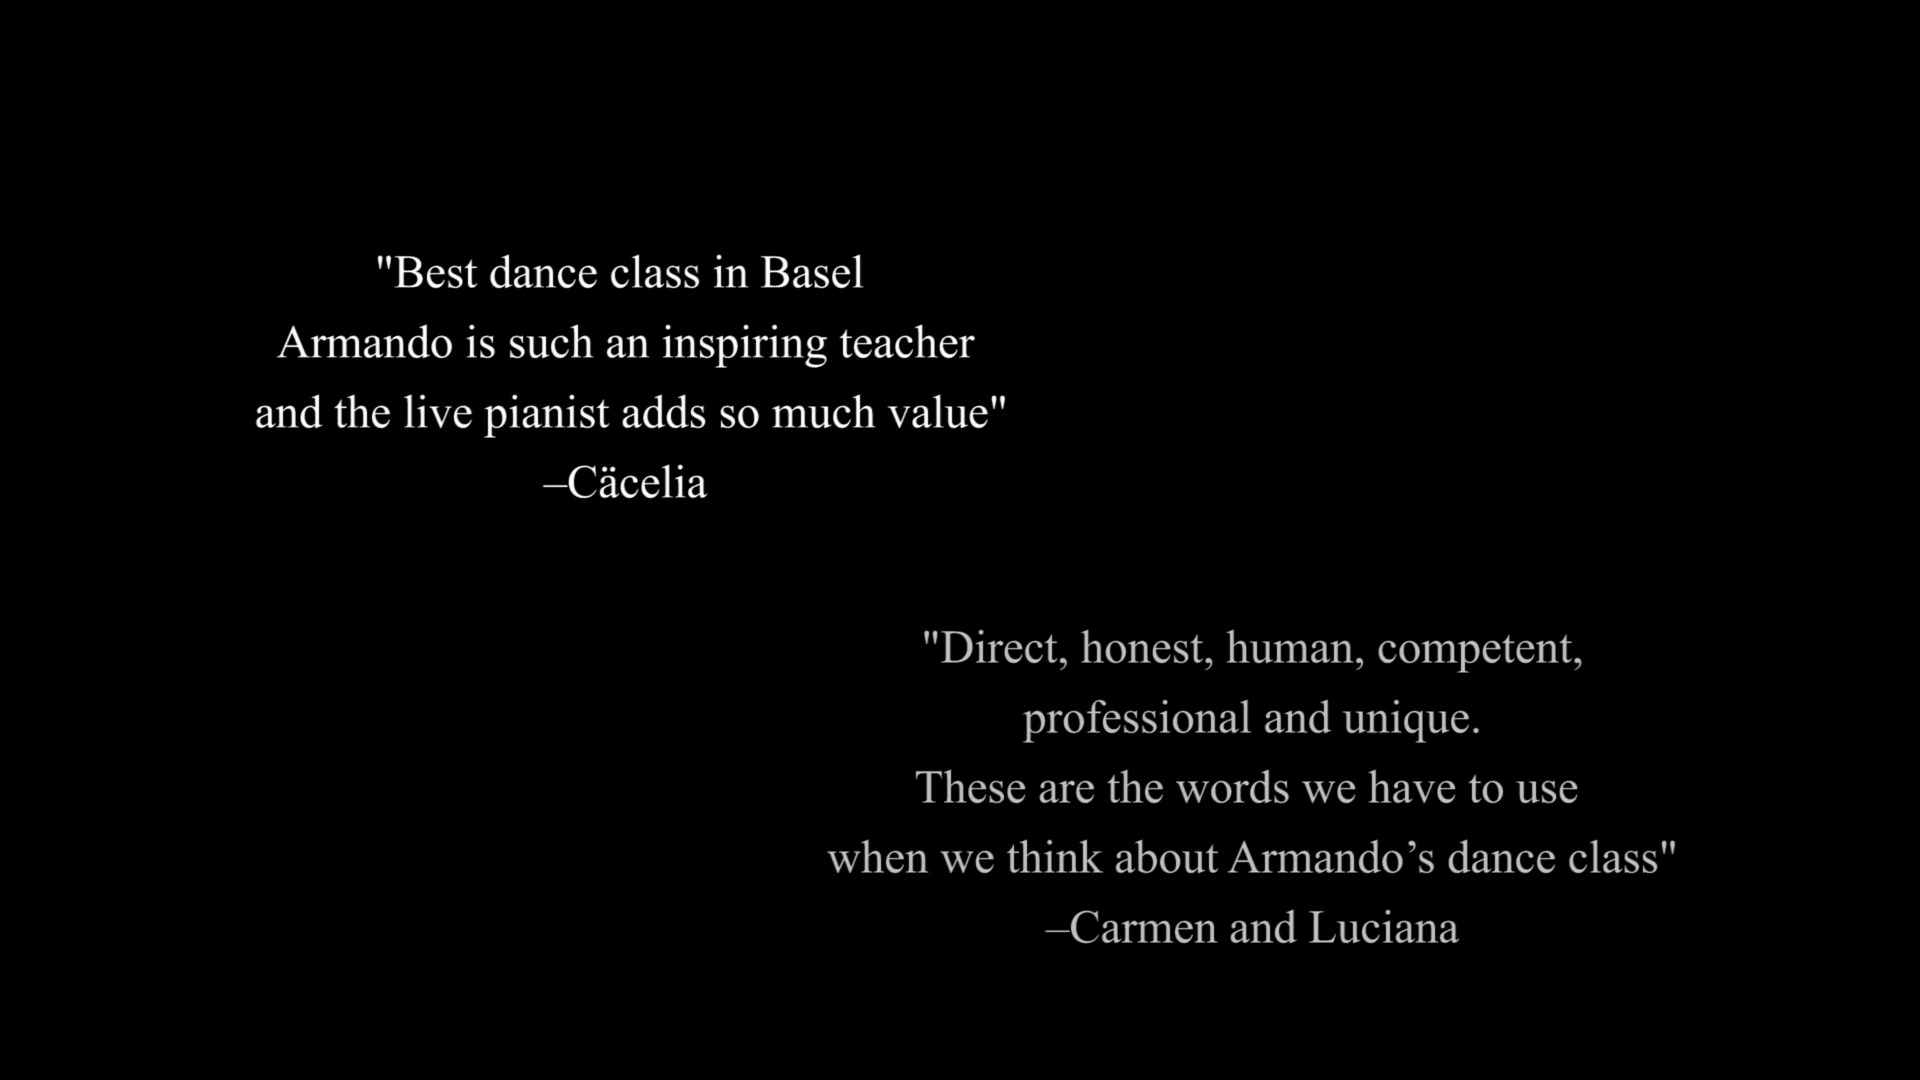 "Best dance class in Basel
Armando is such an inspiring teacher
and the live pianist adds so much value"
–Cäcelia
"Direct, honest, human, competent,
professional and unique.
These are the words we have to use
when we think about Armando’s dance class"
–Carmen and Luciana